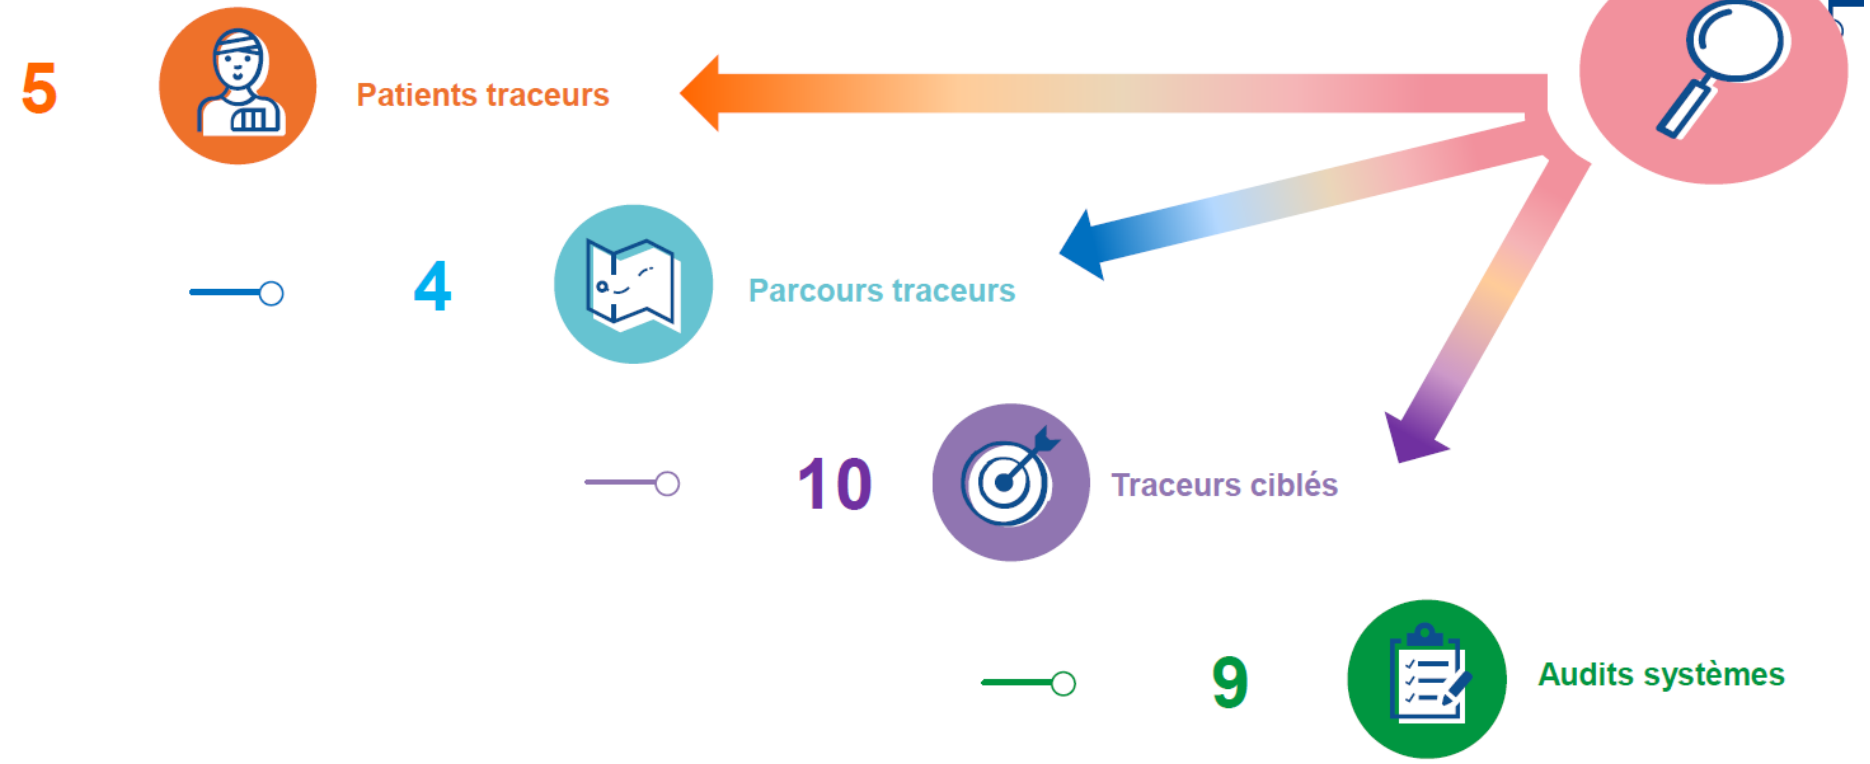 5
Patients traceurs
4
Parcours traceurs
10
Traceurs ciblés
9
Audits systèmes